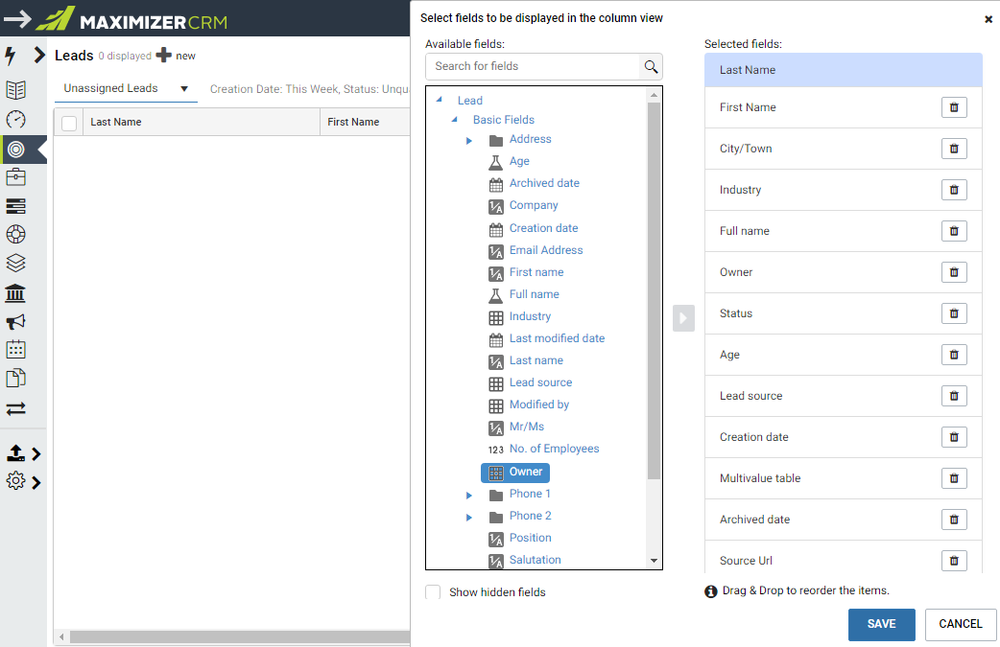 MAXIMIZER CRM
Leads 0 displayed new
Unassigned Leads
Creation Date: This Week, Status: Unqua
Last Name
First Name
Select fields to be displayed in the column view
Available fields:
Search for fields
Lead
Basic Fields
Address
Age
Archived date
Company
Creation date
Email Address
First name
Full name
Industry
Last modified date
Last name
Lead source
Modified by
Mr/Ms
123 No. of Employees
Owner
Phone 1
Phone 2
Position
Salutation
Show hidden fields
Selected fields:
Last Name
First Name
City/Town
Industry
Full name
Owner
Status
Age
Lead source
Creation date
Multivalue table
Archived date
Source Url
Drag & Drop to reorder the items.
SAVE
CANCEL